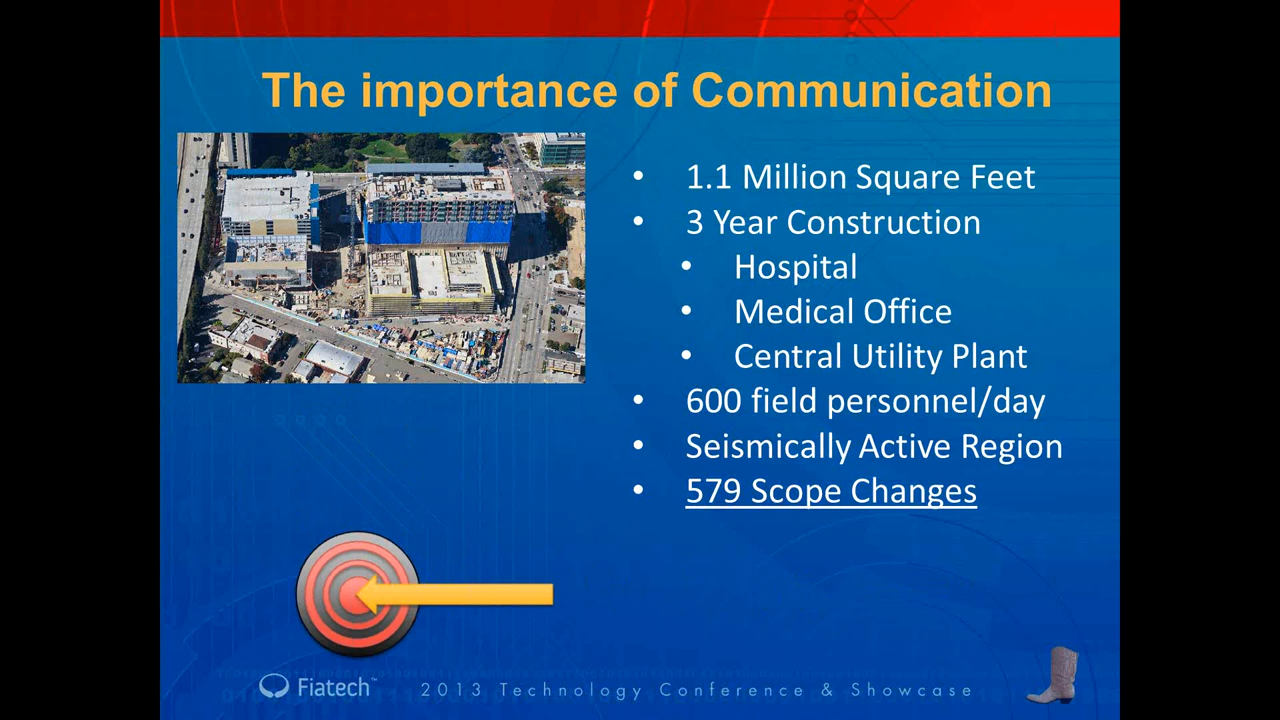 The importance of Communication
• 1.1 Million Square Feet
• 3 Year Construction
• Hospital
• Medical Office
• Central Utility Plant
• 600 field personnel/day
• Seismically Active Region
• 579 Scope Changes
Fiatech™ 2013 Technology Conference & Showcase